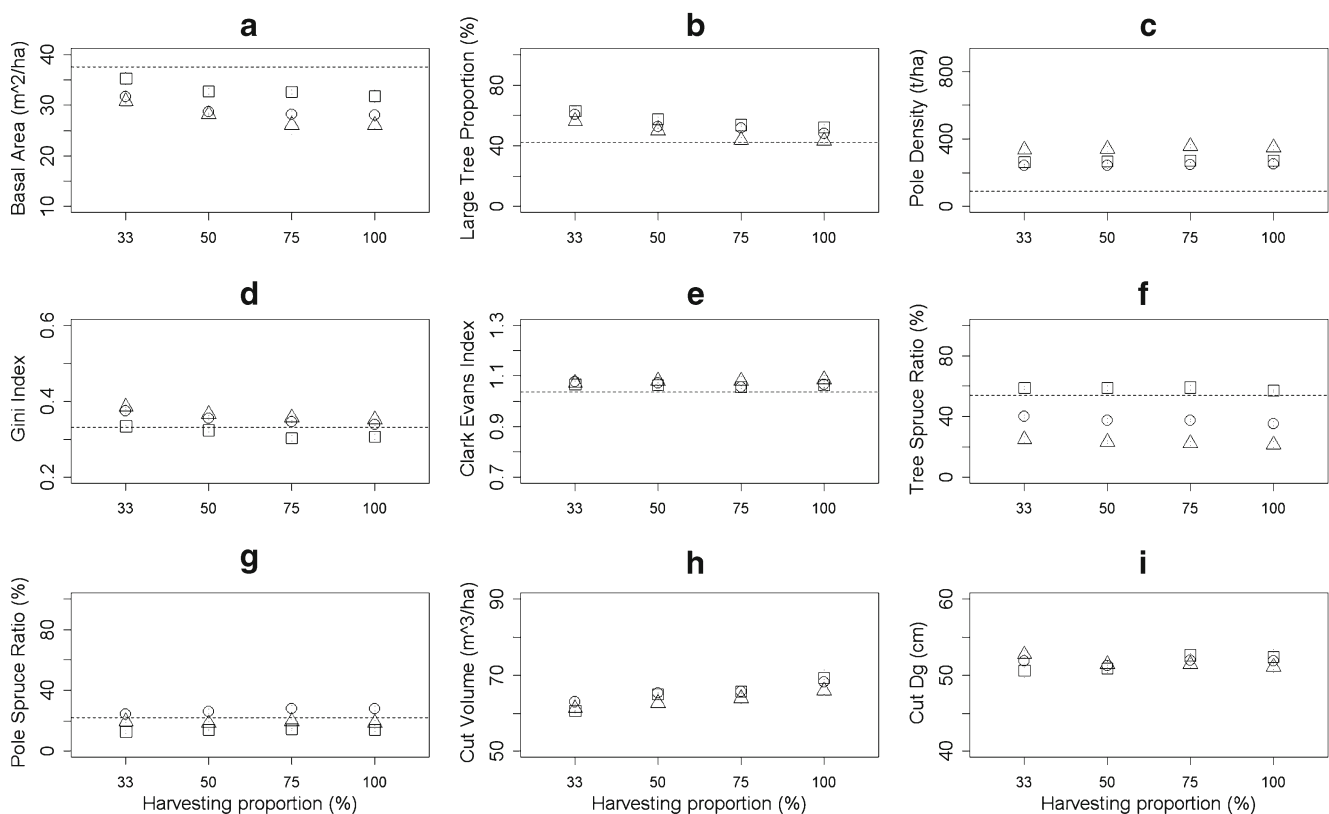 a
b
c
Basal Area (m^2/ha)
10 20 30 40
33 50 75 100
Large Tree Proportion (%)
0 40 80
33 50 75 100
Pole Density (t/ha)
0 400 800
33 50 75 100
d
e
f
Gini Index
0.2 0.4 0.6
33 50 75 100
Clark Evans Index
0.7 0.9 1.1 1.3
33 50 75 100
Tree Spruce Ratio (%)
0 40 80
33 50 75 100
g
h
i
Pole Spruce Ratio (%)
0 40 80
33 50 75 100
Harvesting proportion (%)
Cut Volume (m^3/ha)
50 70 90
33 50 75 100
Harvesting proportion (%)
Cut Dg (cm)
40 50 60
33 50 75 100
Harvesting proportion (%)